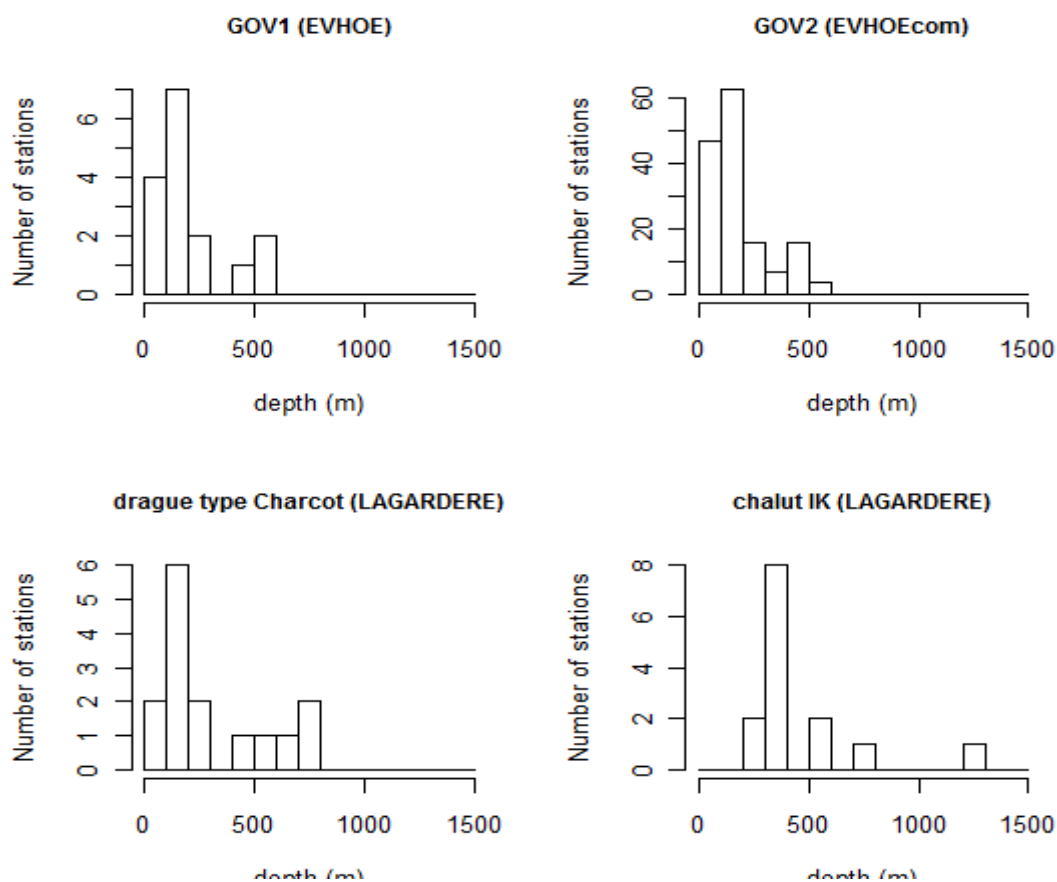 GOV1 (EVHOE)
Number of stations
0 2 4 6
0 500 1000 1500
depth (m)
GOV2 (EVHOEcom)
Number of stations
0 20 40 60
0 500 1000 1500
depth (m)
drague type Charcot (LAGARDERE)
Number of stations
0 1 2 3 4 5 6
0 500 1000 1500
depth (m)
chalut IK (LAGARDERE)
Number of stations
0 2 4 6 8
0 500 1000 1500
depth (m)